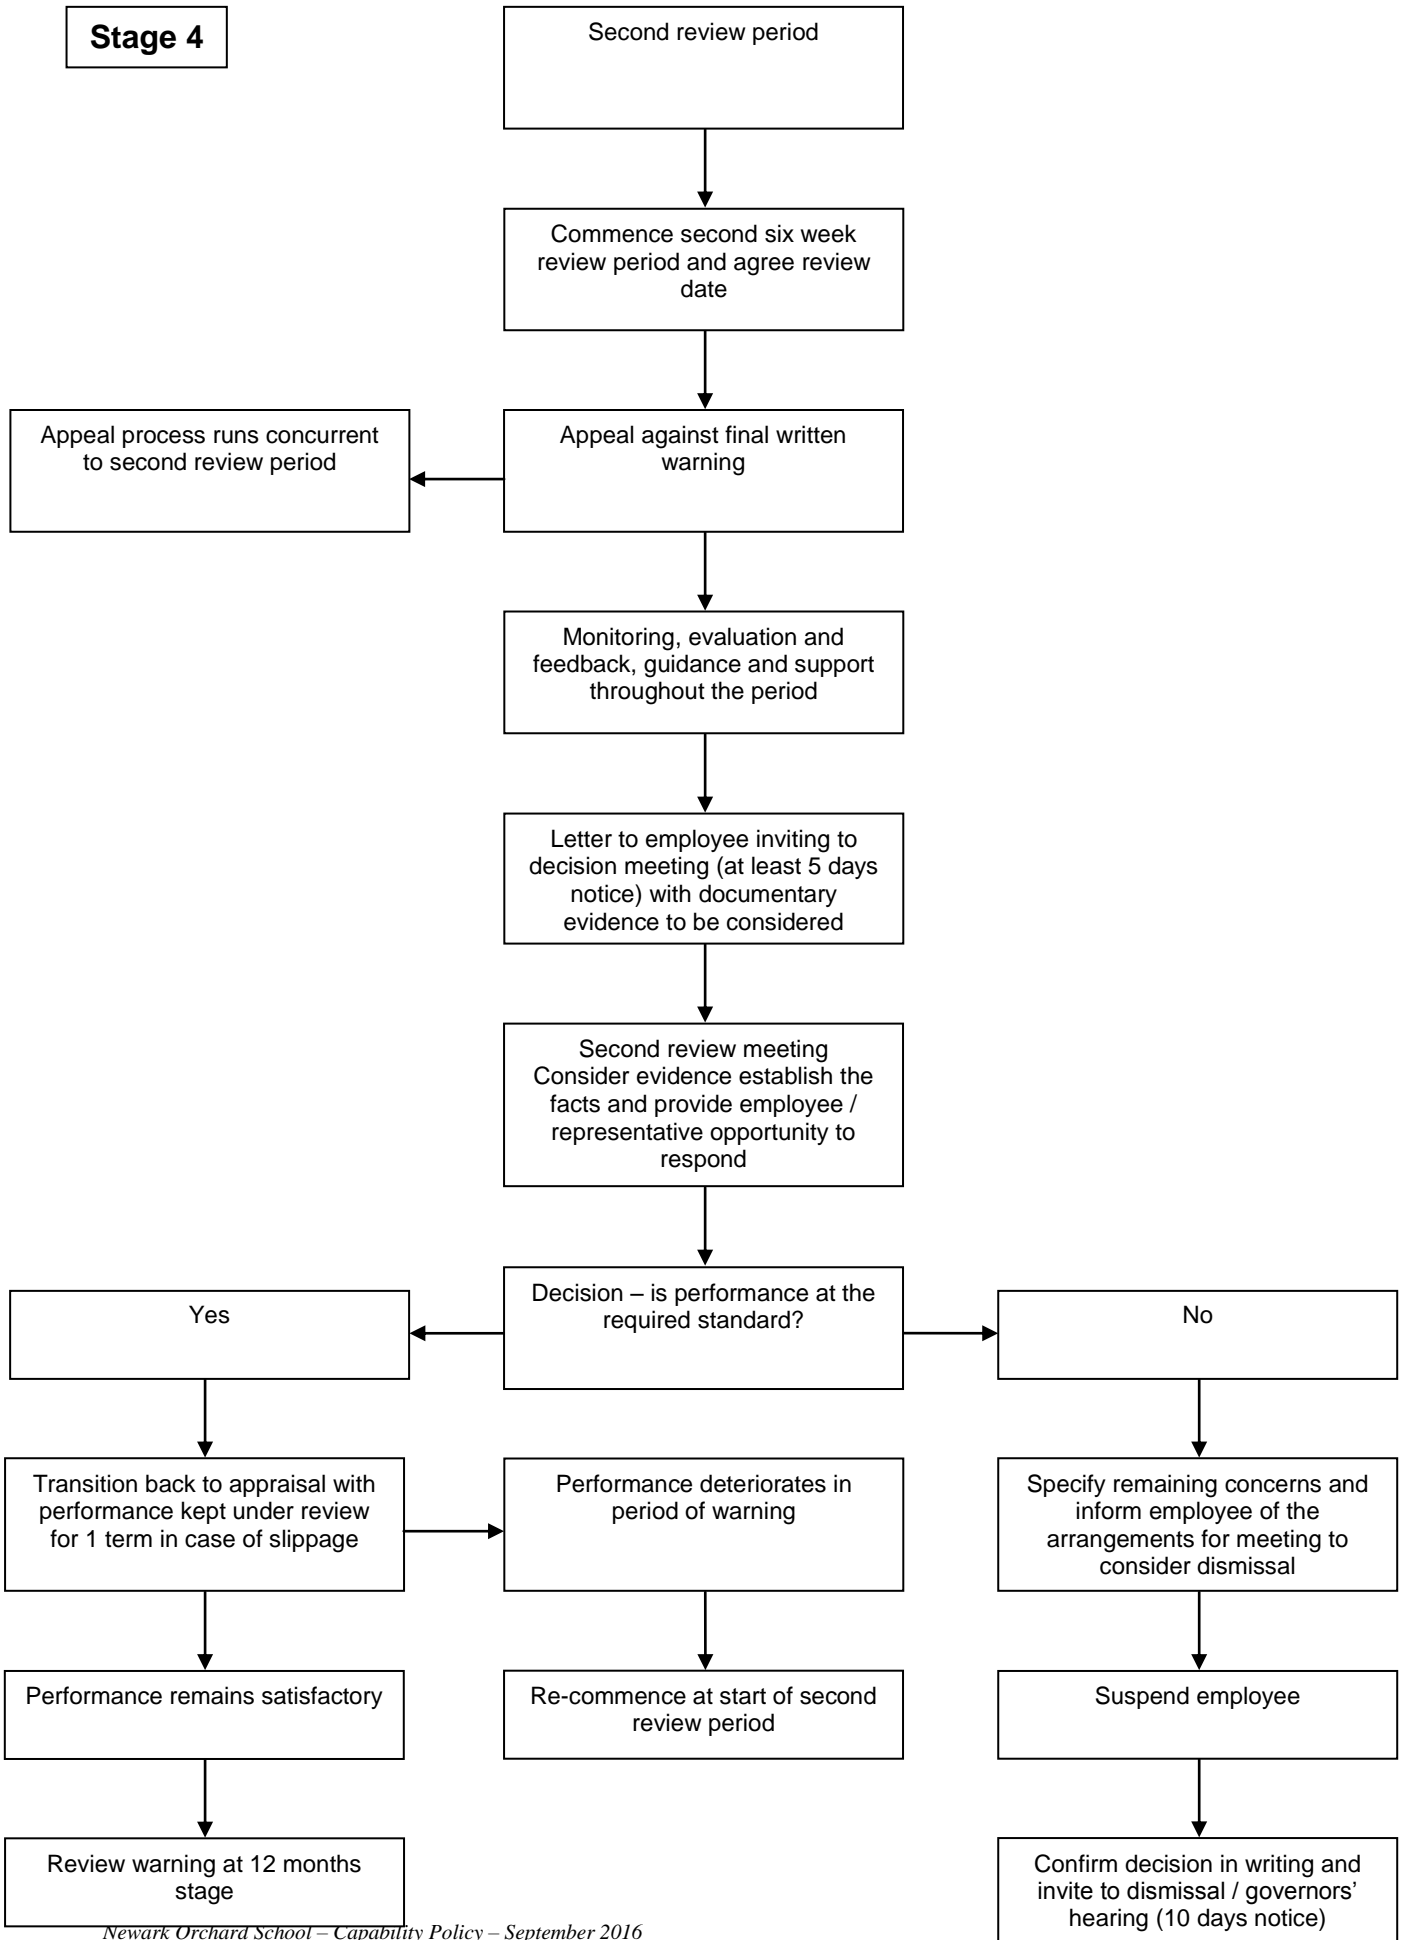 Stage 4
Second review period
Commence second six week
review period and agree review
date
Appeal process runs concurrent
to second review period
Appeal against final written
warning
Monitoring, evaluation and
feedback, guidance and support
throughout the period
Letter to employee inviting to
decision meeting (at least 5 days
notice) with documentary
evidence to be considered
Second review meeting
Consider evidence establish the
facts and provide employee /
representative opportunity to
respond
Decision – is performance at the
required standard?
Yes
No
Transition back to appraisal with
performance kept under review
for 1 term in case of slippage
Performance deteriorates in
period of warning
Specify remaining concerns and
inform employee of the
arrangements for meeting to
consider dismissal
Performance remains satisfactory
Re-commence at start of second
review period
Suspend employee
Review warning at 12 months
stage
Confirm decision in writing and
invite to dismissal / governors’
hearing (10 days notice)
Newark Orchard School – Capability Policy – September 2016